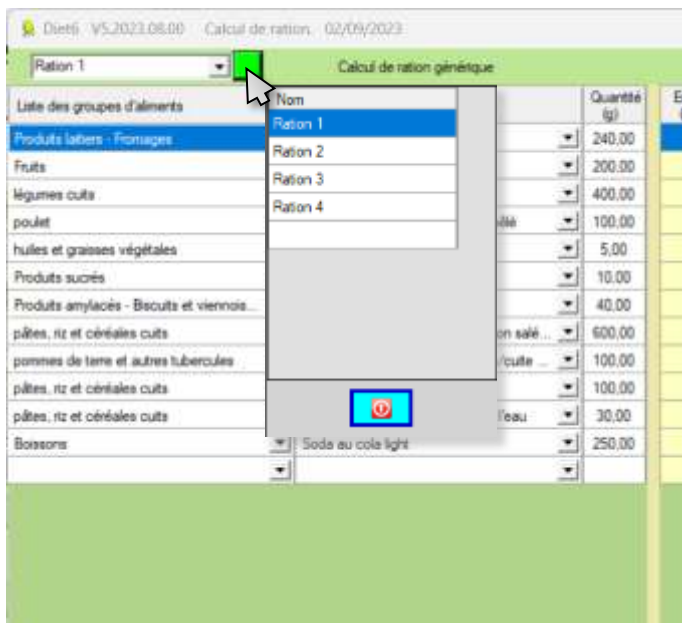 Diet6 V5.2023.08.00 Calcul de ration 02/09/2023
Ration 1
Calcul de ration générique
Liste des groupes d'aliments
Nom
Quantité (g)
Produits laitiers - Fromages
Ration 1
240,00
Fruits
Ration 2
200,00
légumes cuits
Ration 3
400,00
poulet
Ration 4
100,00
huiles et graisses végétales
5,00
Produits sucrés
10,00
Produits amylacés - Biscuits et viennois...
40,00
pâtes, riz et céréales cuits
on salé...
600,00
pommes de terre et autres tubercules
/cuite ...
100,00
pâtes, riz et céréales cuits
100,00
pâtes, riz et céréales cuits
l'eau
30,00
Boissons
Soda au cola light
250,00